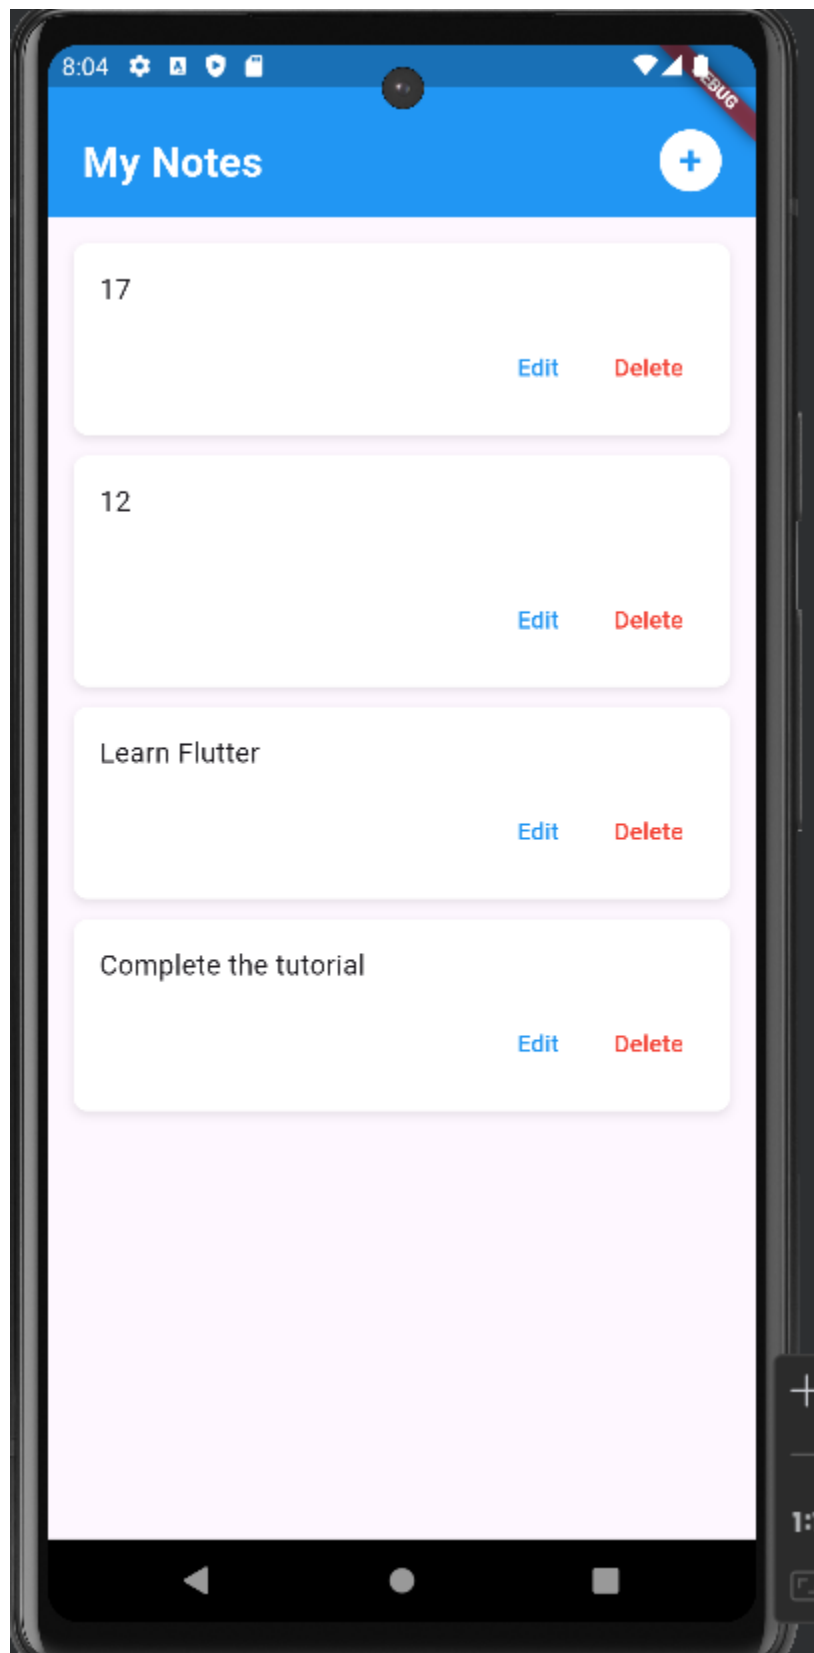 8:04
DEBUG
My Notes
+
17
Edit Delete
12
Edit Delete
Learn Flutter
Edit Delete
Complete the tutorial
Edit Delete